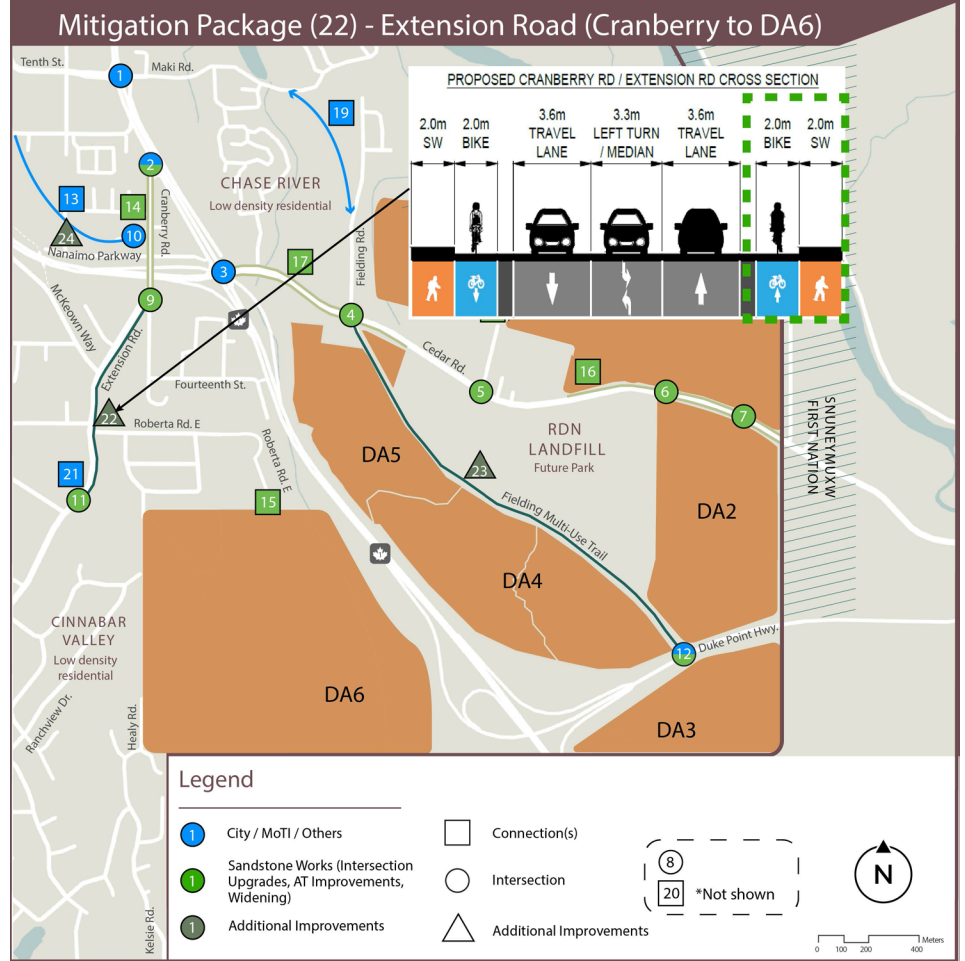 Mitigation Package (22) - Extension Road (Cranberry to DA6)
Tenth St.
Maki Rd.
1
19
2
CHASE RIVER
Low density residential
13
14
Cranberry Rd.
24
10
Nanaimo Parkway
Fielding Rd.
17
3
McKeown Way
9
4
Extension Rd.
1
Cedar Rd.
Fourteenth St.
16
5
6
22
Roberta Rd. E
7
Roberta Rd. E
RDN
LANDFILL
Future Park
SNUNEYMUXW
FIRST NATION
DA5
23
21
11
15
Fielding Multi-Use Trail
DA2
1
DA4
CINNABAR
VALLEY
Low density
residential
12
Duke Point Hwy.
DA6
DA3
Ranchview Dr.
Healy Rd.
Kelsie Rd.
PROPOSED CRANBERRY RD / EXTENSION RD CROSS SECTION
2.0m
SW
2.0m
BIKE
3.6m
TRAVEL
LANE
3.3m
LEFT TURN
/ MEDIAN
3.6m
TRAVEL
LANE
2.0m
BIKE
2.0m
SW
Legend
1 City / MoTI / Others
1 Sandstone Works (Intersection
Upgrades, AT Improvements,
Widening)
1 Additional Improvements
Connection(s)
Intersection
Additional Improvements
8
20 *Not shown
N
0 100 200 400 Meters